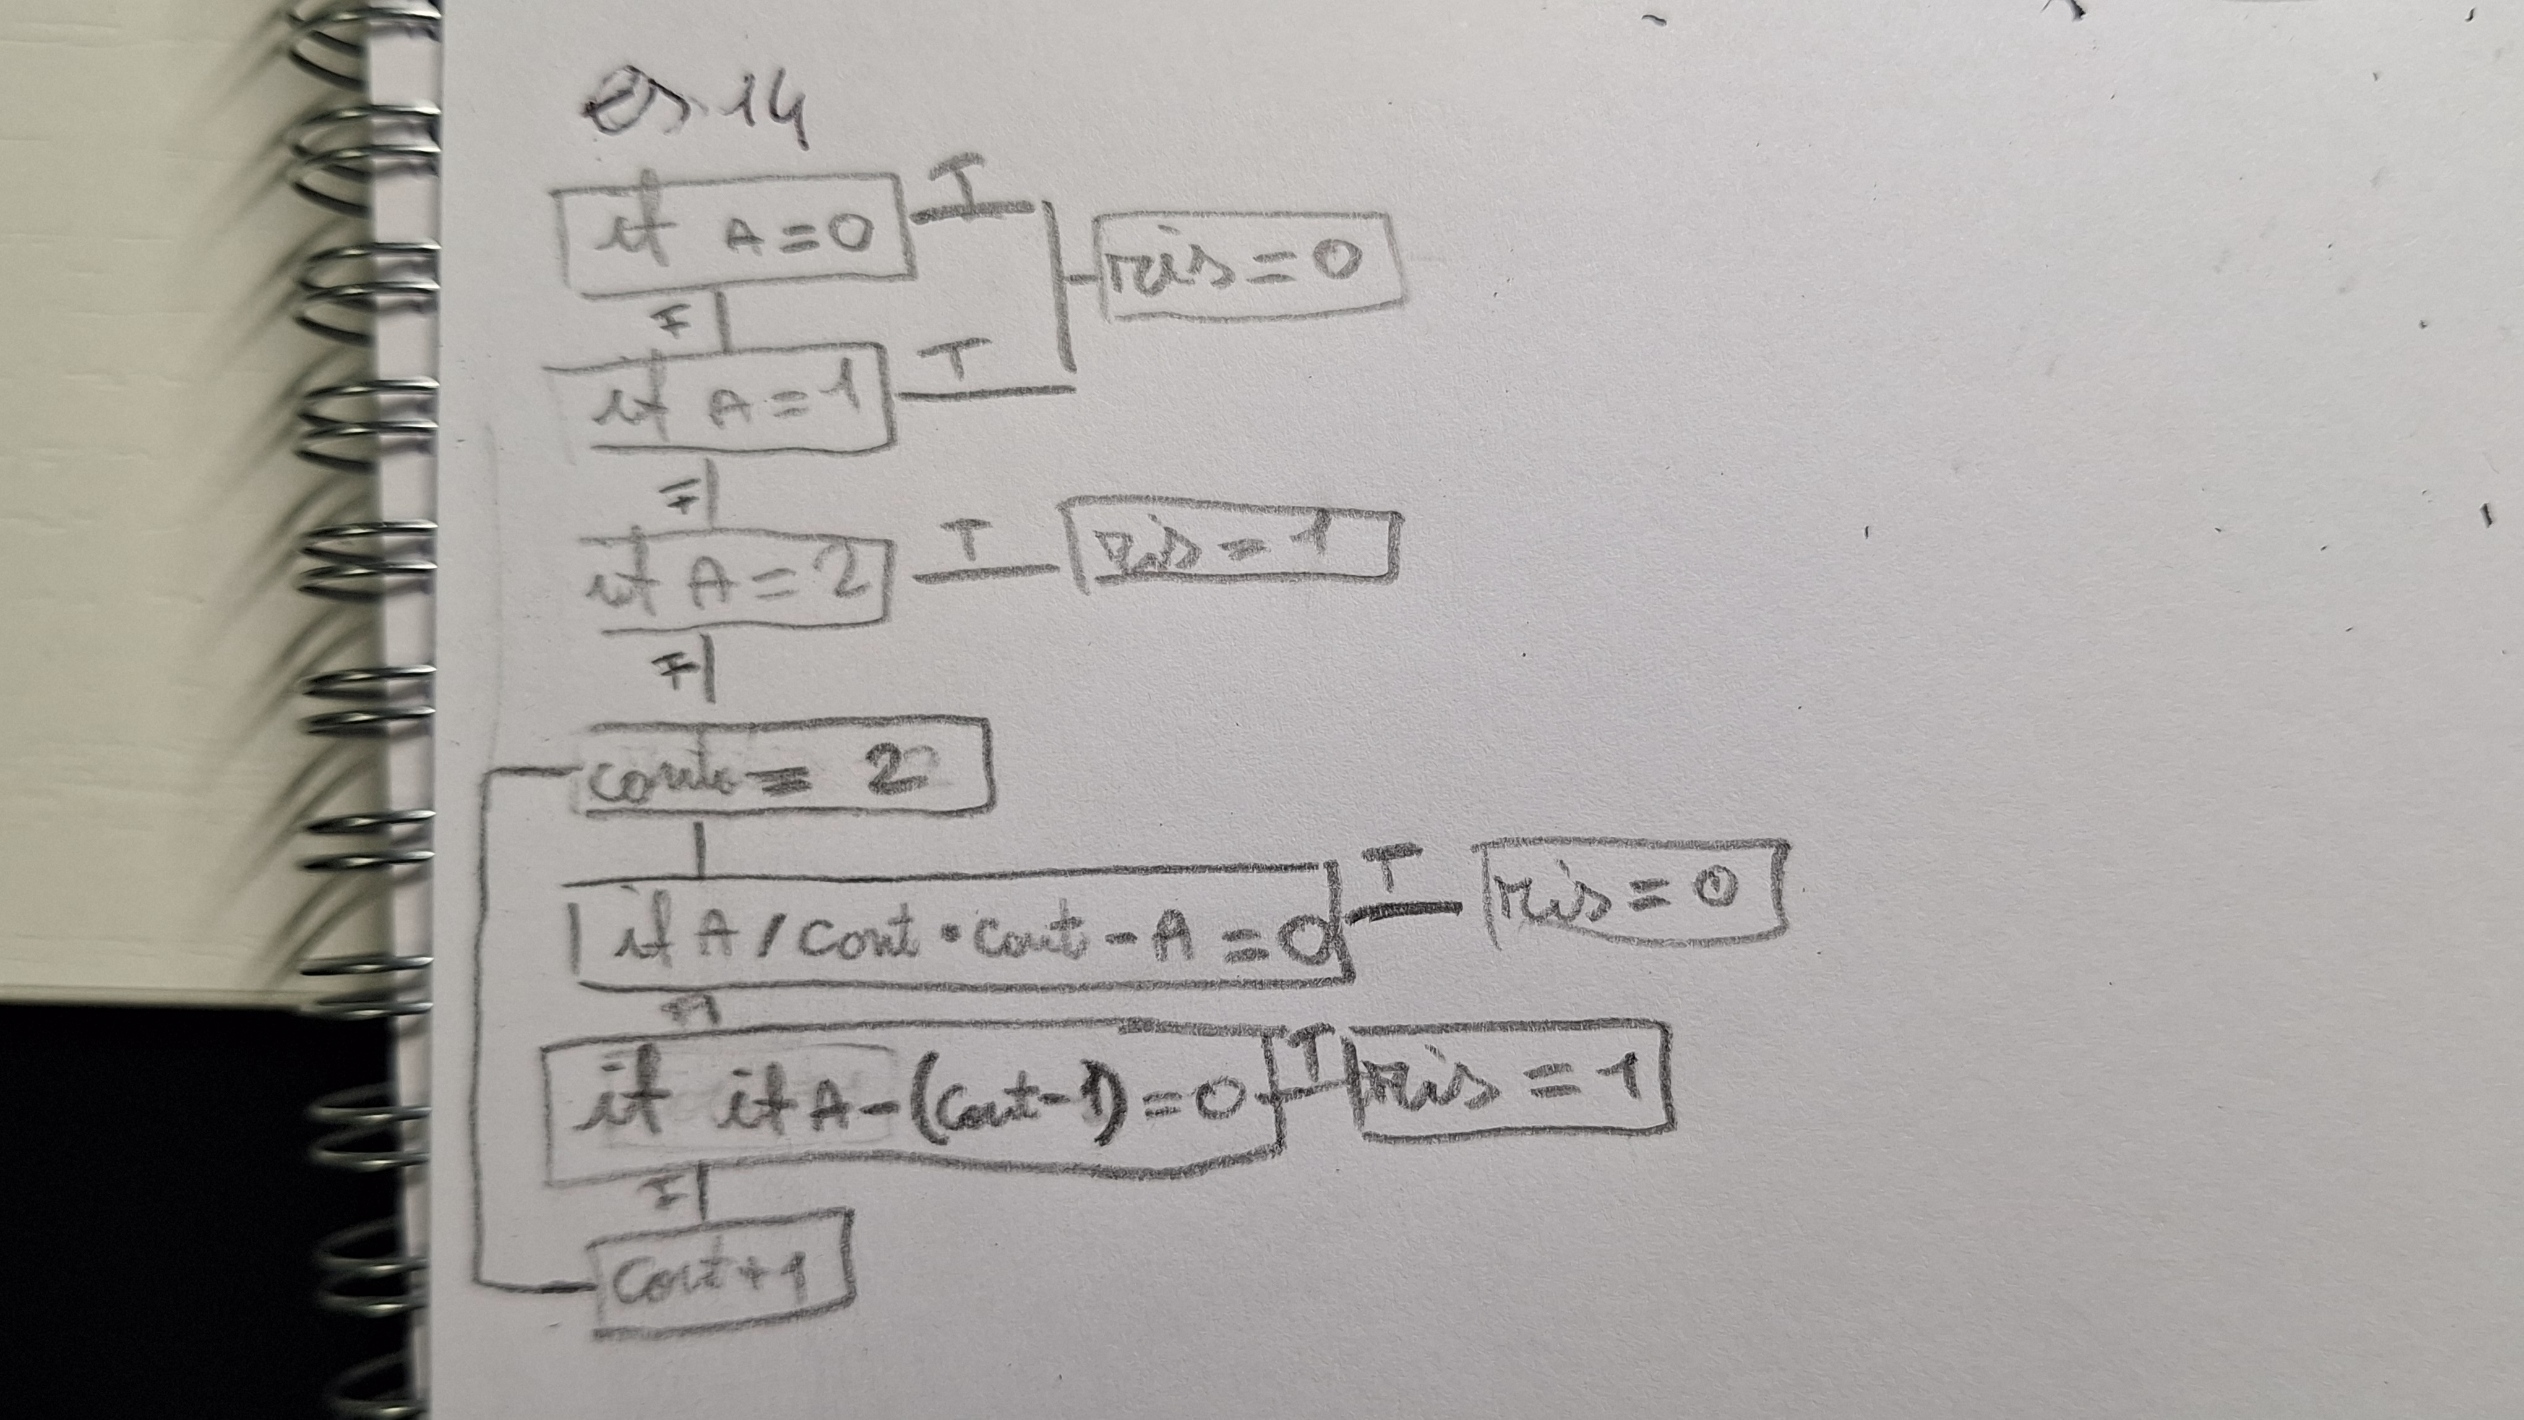 es 14
if A=0 T
ris=0
F
if A=1 T
F
if A=2 T ris=1
F
cont= 2
if A/cont•cont-A=0 T ris=0
F
if if A-(cont-1)=0 T ris=1
F
cont+1